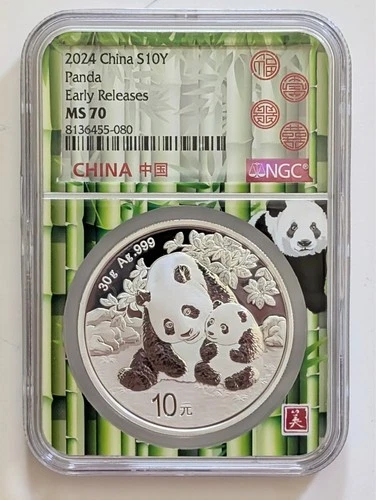 2024 China S10Y
Panda
Early Releases
MS 70
8136455-080
CHINA 中国
NGC
30g Ag.999
10元
美